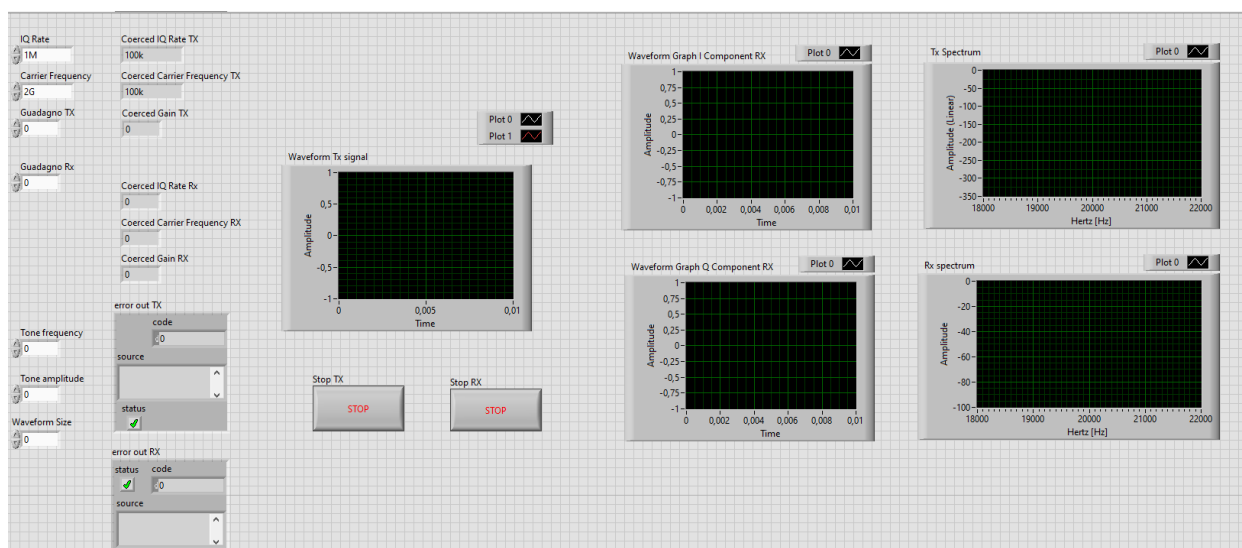 IQ Rate
1M
Carrier Frequency
2G
Guadagno TX
0
Guadagno Rx
0
Tone frequency
0
Tone amplitude
0
Waveform Size
0
Coerced IQ Rate TX
100k
Coerced Carrier Frequency TX
100k
Coerced Gain TX
0
Coerced IQ Rate Rx
0
Coerced Carrier Frequency RX
0
Coerced Gain RX
0
error out TX
code
0
source
status
error out RX
status code
0
source
Plot 0
Plot 1
Waveform Tx signal
Amplitude
1
0,5
0
-0,5
-1
0 0,005 0,01
Time
Stop TX
STOP
Stop RX
STOP
Waveform Graph I Component RX
Plot 0
Amplitude
1
0,75
0,5
0,25
0
-0,25
-0,5
-0,75
-1
0 0,002 0,004 0,006 0,008 0,01
Time
Waveform Graph Q Component RX
Plot 0
Amplitude
1
0,75
0,5
0,25
0
-0,25
-0,5
-0,75
-1
0 0,002 0,004 0,006 0,008 0,01
Time
Tx Spectrum
Plot 0
Amplitude (Linear)
0
-50
-100
-150
-200
-250
-300
-350
18000 19000 20000 21000 22000
Hertz [Hz]
Rx spectrum
Plot 0
Amplitude
0
-20
-40
-60
-80
-100
18000 19000 20000 21000 22000
Hertz [Hz]